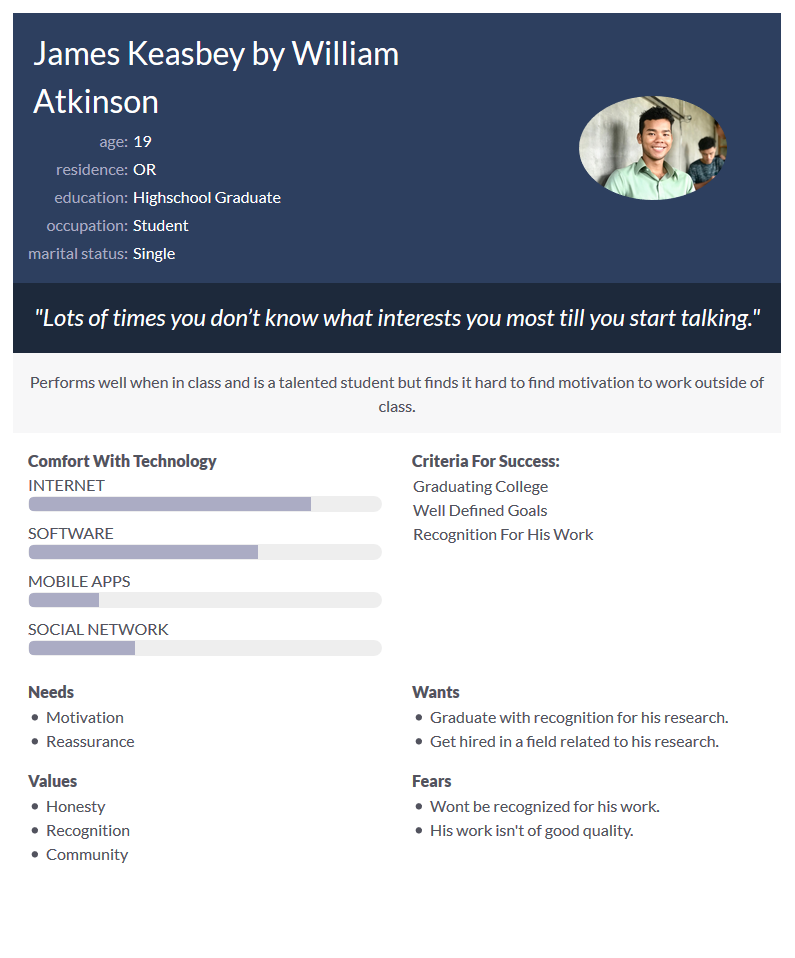 James Keasbey by William
Atkinson
age: 19
residence: OR
education: Highschool Graduate
occupation: Student
marital status: Single
"Lots of times you don’t know what interests you most till you start talking."
Performs well when in class and is a talented student but finds it hard to find motivation to work outside of
class.
Comfort With Technology
INTERNET
SOFTWARE
MOBILE APPS
SOCIAL NETWORK
Criteria For Success:
Graduating College
Well Defined Goals
Recognition For His Work
Needs
• Motivation
• Reassurance
Wants
• Graduate with recognition for his research.
• Get hired in a field related to his research.
Values
• Honesty
• Recognition
• Community
Fears
• Wont be recognized for his work.
• His work isn't of good quality.